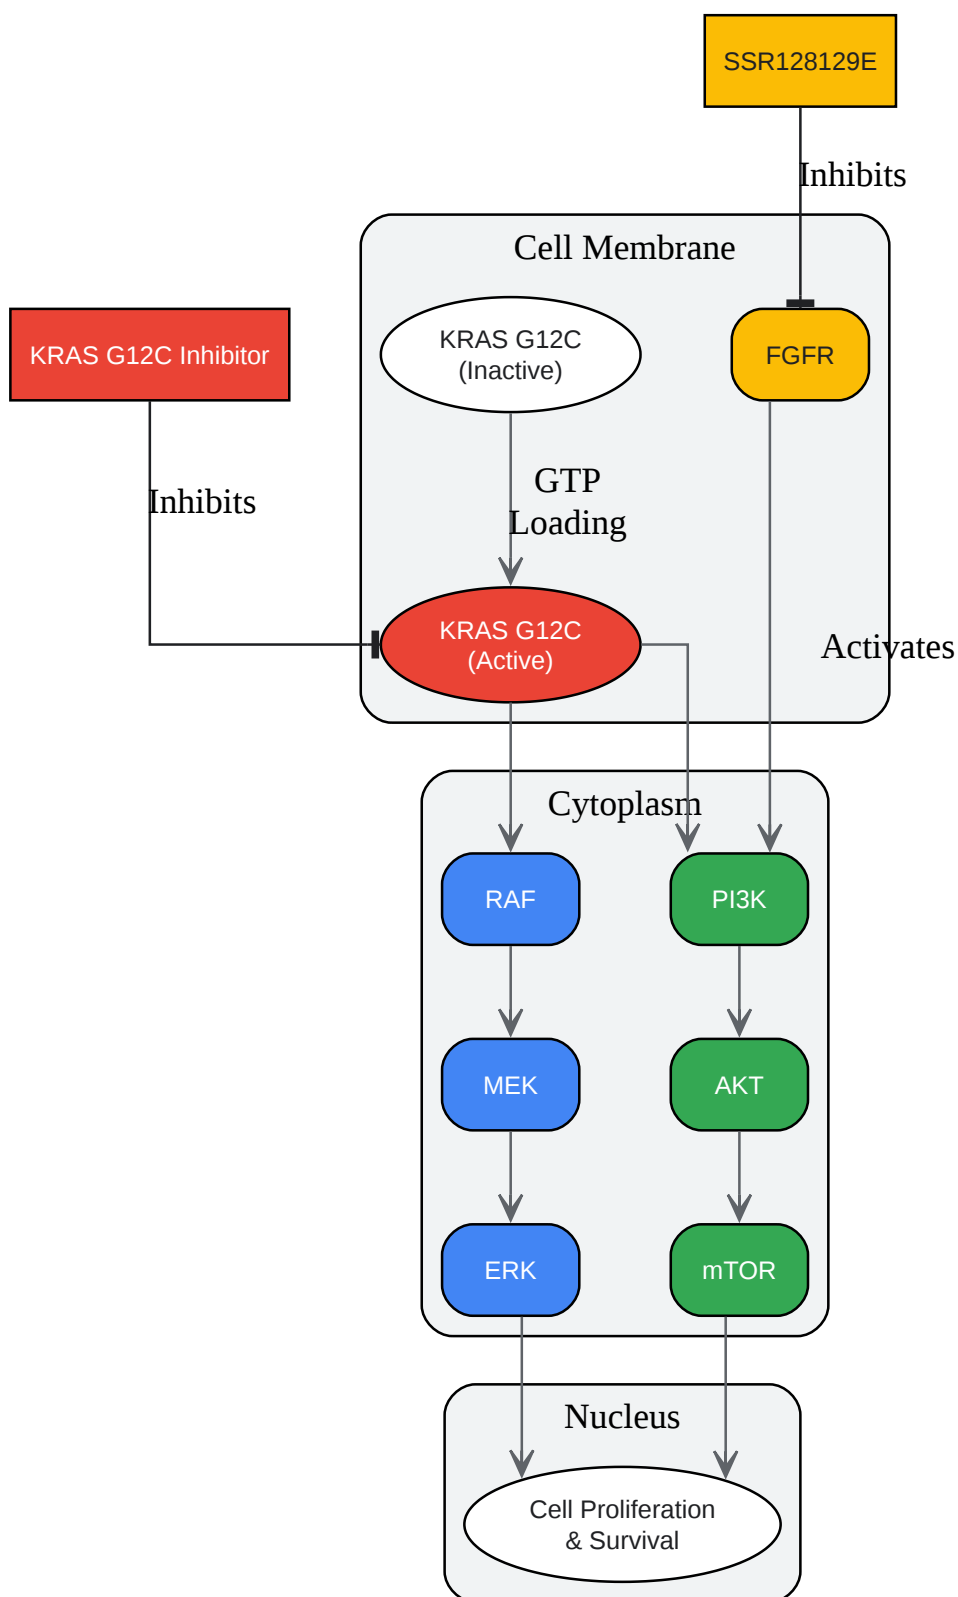 SSR128129E
Inhibits
Cell Membrane
KRAS G12C Inhibitor
KRAS G12C
(Inactive)
FGFR
Inhibits
GTP
Loading
KRAS G12C
(Active)
Activates
Cytoplasm
RAF
PI3K
MEK
AKT
ERK
mTOR
Nucleus
Cell Proliferation
& Survival